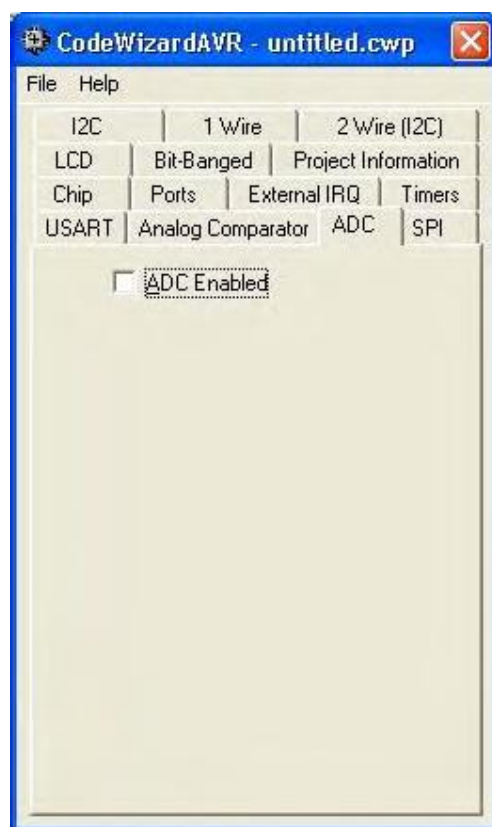 CodeWizardAVR - untitled.cwp
File Help
I2C 1 Wire 2 Wire (I2C)
LCD Bit-Banged Project Information
Chip Ports External IRQ Timers
USART Analog Comparator ADC SPI
ADC Enabled